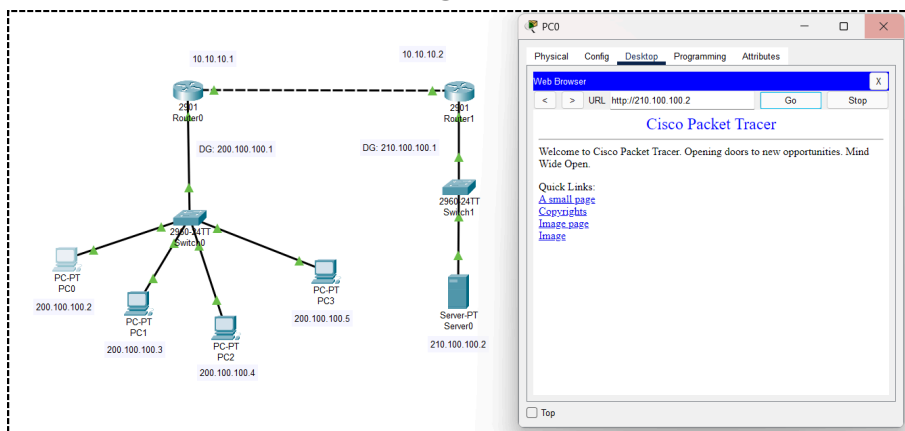 10.10.10.1
10.10.10.2
2901
Router0
2901
Router1
DG: 200.100.100.1
DG: 210.100.100.1
2960-24TT
Switch0
2960-24TT
Switch1
PC-PT
PC0
200.100.100.2
PC-PT
PC1
200.100.100.3
PC-PT
PC2
200.100.100.4
PC-PT
PC3
200.100.100.5
Server-PT
Server0
210.100.100.2
PC0
Physical Config Desktop Programming Attributes
Web Browser X
< > URL http://210.100.100.2 Go Stop
Cisco Packet Tracer
Welcome to Cisco Packet Tracer. Opening doors to new opportunities. Mind
Wide Open.
Quick Links:
A small page
Copyrights
Image page
Image
Top